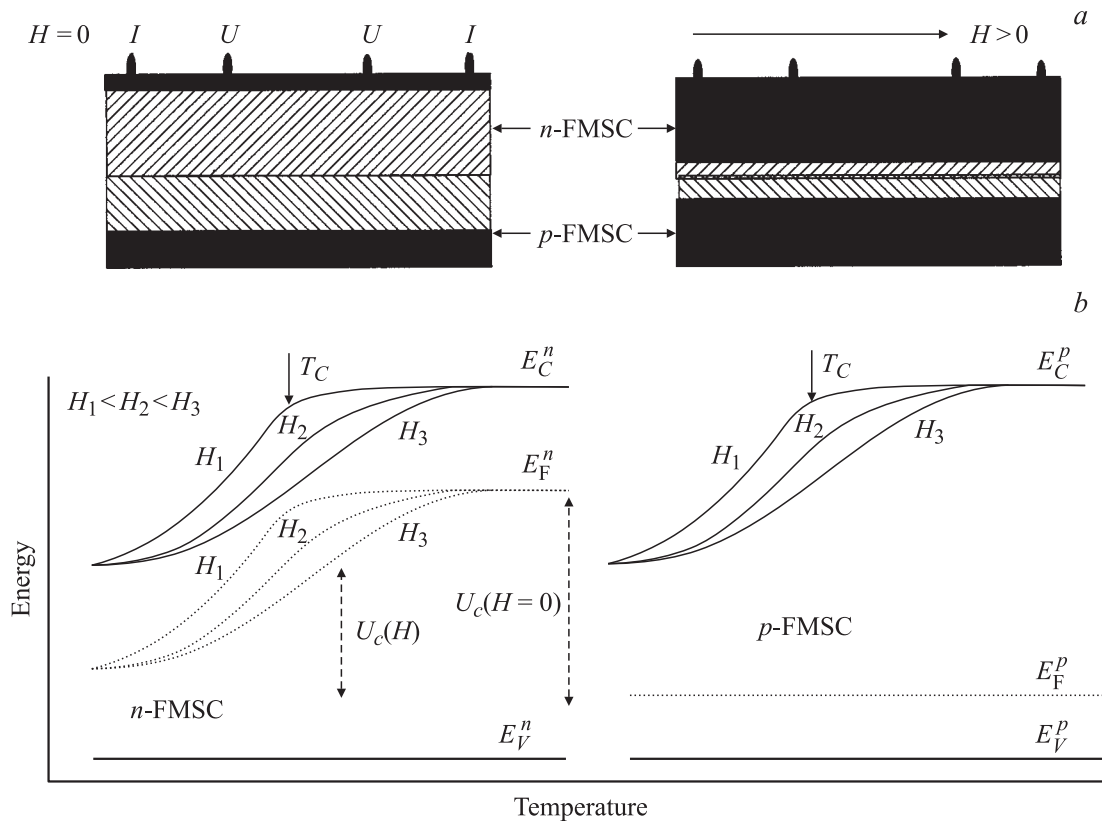 a
H = 0 I U U I H > 0
n-FMSC
p-FMSC
b
T_C E_C^n T_C E_C^p
H_1 < H_2 < H_3
H_2 H_3 H_2 H_3
H_1 E_F^n H_1
H_2 H_3
H_1
U_c(H = 0)
U_c(H) p-FMSC
E_F^p
n-FMSC
E_V^n E_V^p
Energy
Temperature